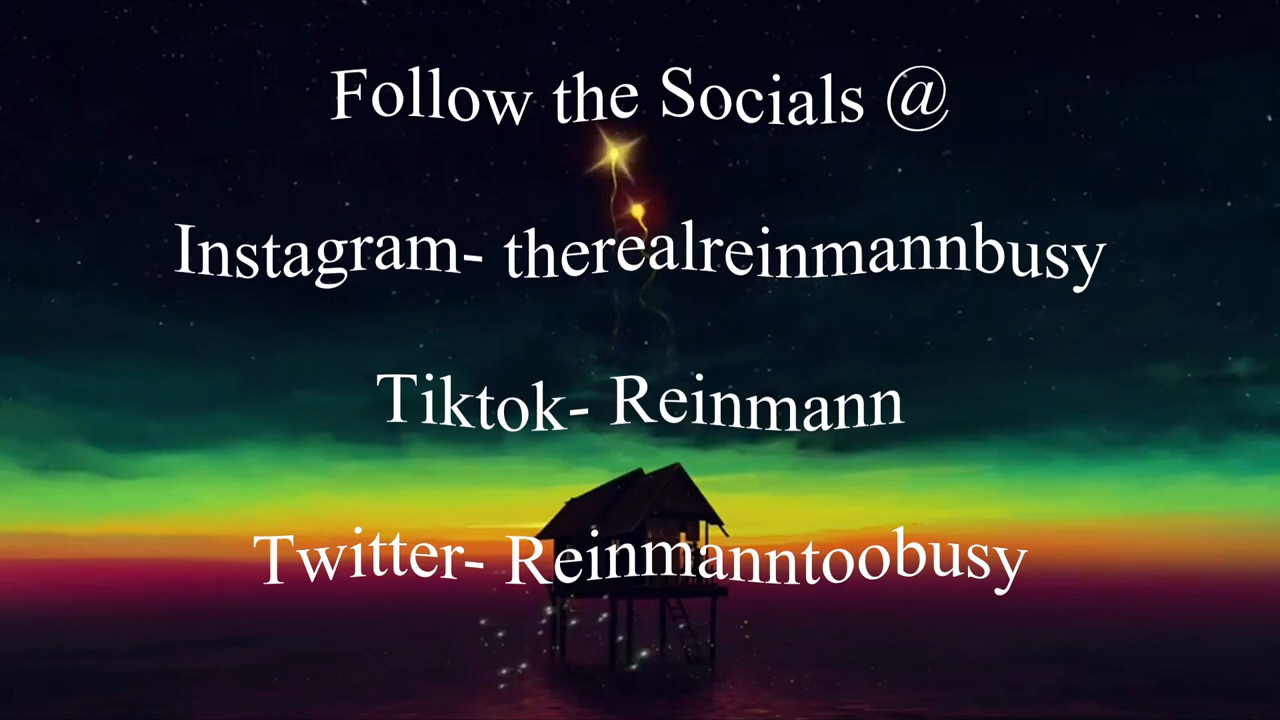 Follow the Socials @
Instagram- therealreinmannbusy
Tiktok- Reinmann
Twitter- Reinmanntoobusy